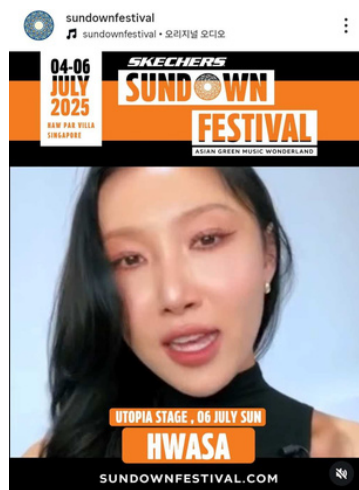 sundownfestival
sundownfestival • 오리지널 오디오
04-06
JULY
2025
HAW PAR VILLA
SINGAPORE
SKECHERS
SUNDOWN
FESTIVAL
ASIAN GREEN MUSIC WONDERLAND
UTOPIA STAGE , 06 JULY SUN
HWASA
SUNDOWNFESTIVAL.COM